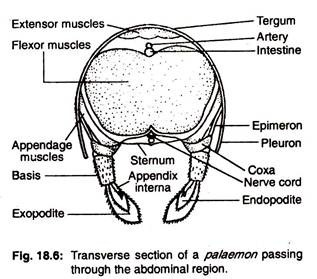 Extensor muscles
Flexor muscles
Appendage
muscles
Basis
Exopodite
Tergum
Artery
Intestine
Epimeron
Pleuron
Coxa
Nerve cord
Endopodite
Sternum
Appendix
interna
Fig. 18.6: Transverse section of a palaemon passing
through the abdominal region.